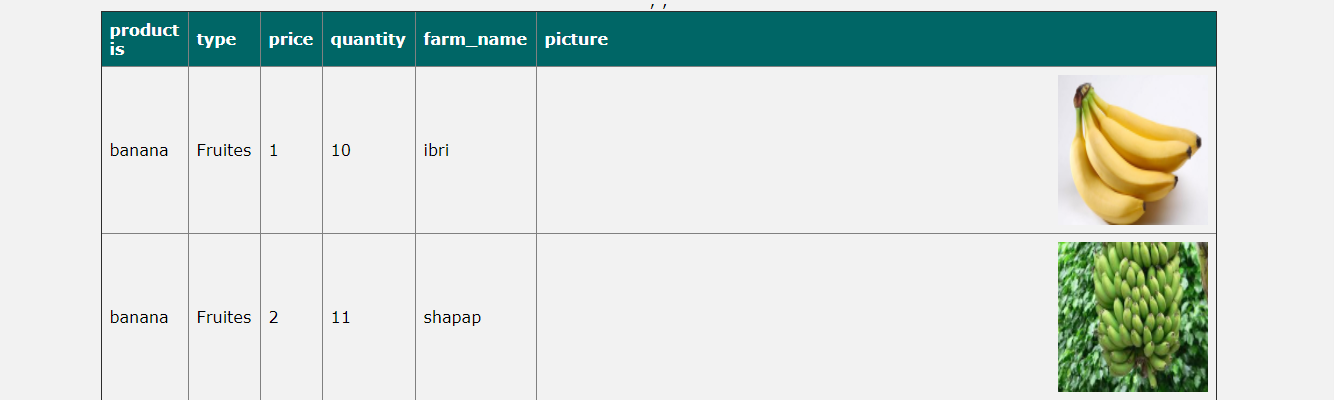 , ,
product is type price quantity farm_name picture
banana Fruites 1 10 ibri
banana Fruites 2 11 shapap